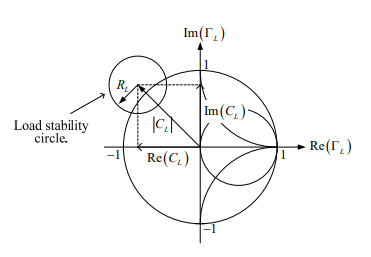 Im(Γ_L)
1
R_L
Im(C_L)
Load stability
circle.
|C_L|
−1
Re(C_L)
1
Re(Γ_L)
−1